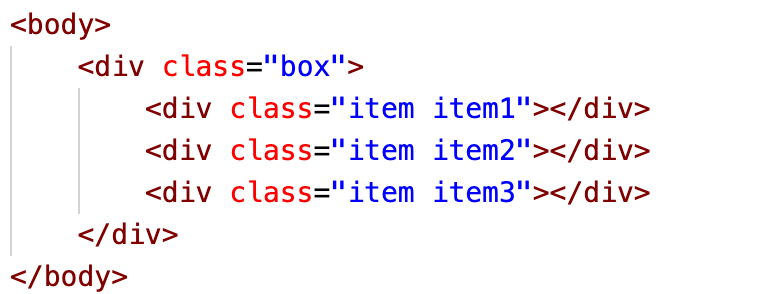 <body>
    <div class="box">
        <div class="item item1"></div>
        <div class="item item2"></div>
        <div class="item item3"></div>
    </div>
</body>